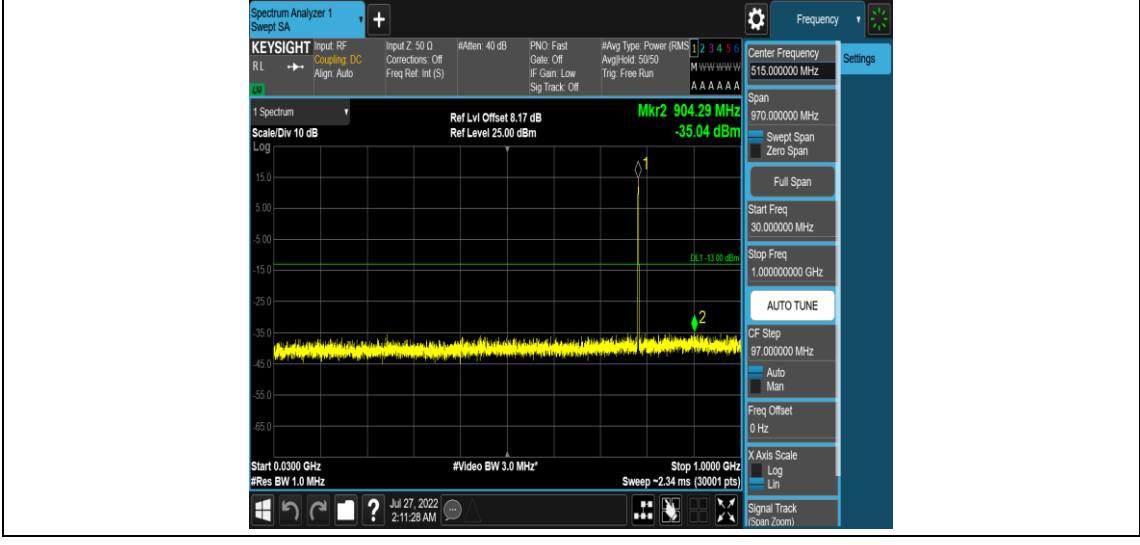 Spectrum Analyzer 1
Swept SA
+
Frequency
KEYSIGHT
RL
Input: RF
Coupling: DC
Align: Auto
Input Z: 50 Ω
Corrections: Off
Freq Ref: Int (S)
#Atten: 40 dB
PNO: Fast
Gate: Off
IF Gain: Low
Sig Track: Off
#Avg Type: Power (RMS
Avg|Hold: 50/50
Trig: Free Run
1 2 3 4 5 6
M W W W W W
A A A A A A
1 Spectrum
Scale/Div 10 dB
Log
Ref Lvl Offset 8.17 dB
Ref Level 25.00 dBm
Mkr2 904.29 MHz
-35.04 dBm
15.0
5.00
-5.00
-15.0
-25.0
-35.0
-45.0
-55.0
-65.0
1
DL1 -13.00 dBm
2
Start 0.0300 GHz
#Res BW 1.0 MHz
#Video BW 3.0 MHz*
Stop 1.0000 GHz
Sweep ~2.34 ms (30001 pts)
?
Jul 27, 2022
2:11:28 AM
Center Frequency
515.000000 MHz
Settings
Span
970.000000 MHz
Swept Span
Zero Span
Full Span
Start Freq
30.000000 MHz
Stop Freq
1.000000000 GHz
AUTO TUNE
CF Step
97.000000 MHz
Auto
Man
Freq Offset
0 Hz
X Axis Scale
Log
Lin
Signal Track
(Span Zoom)